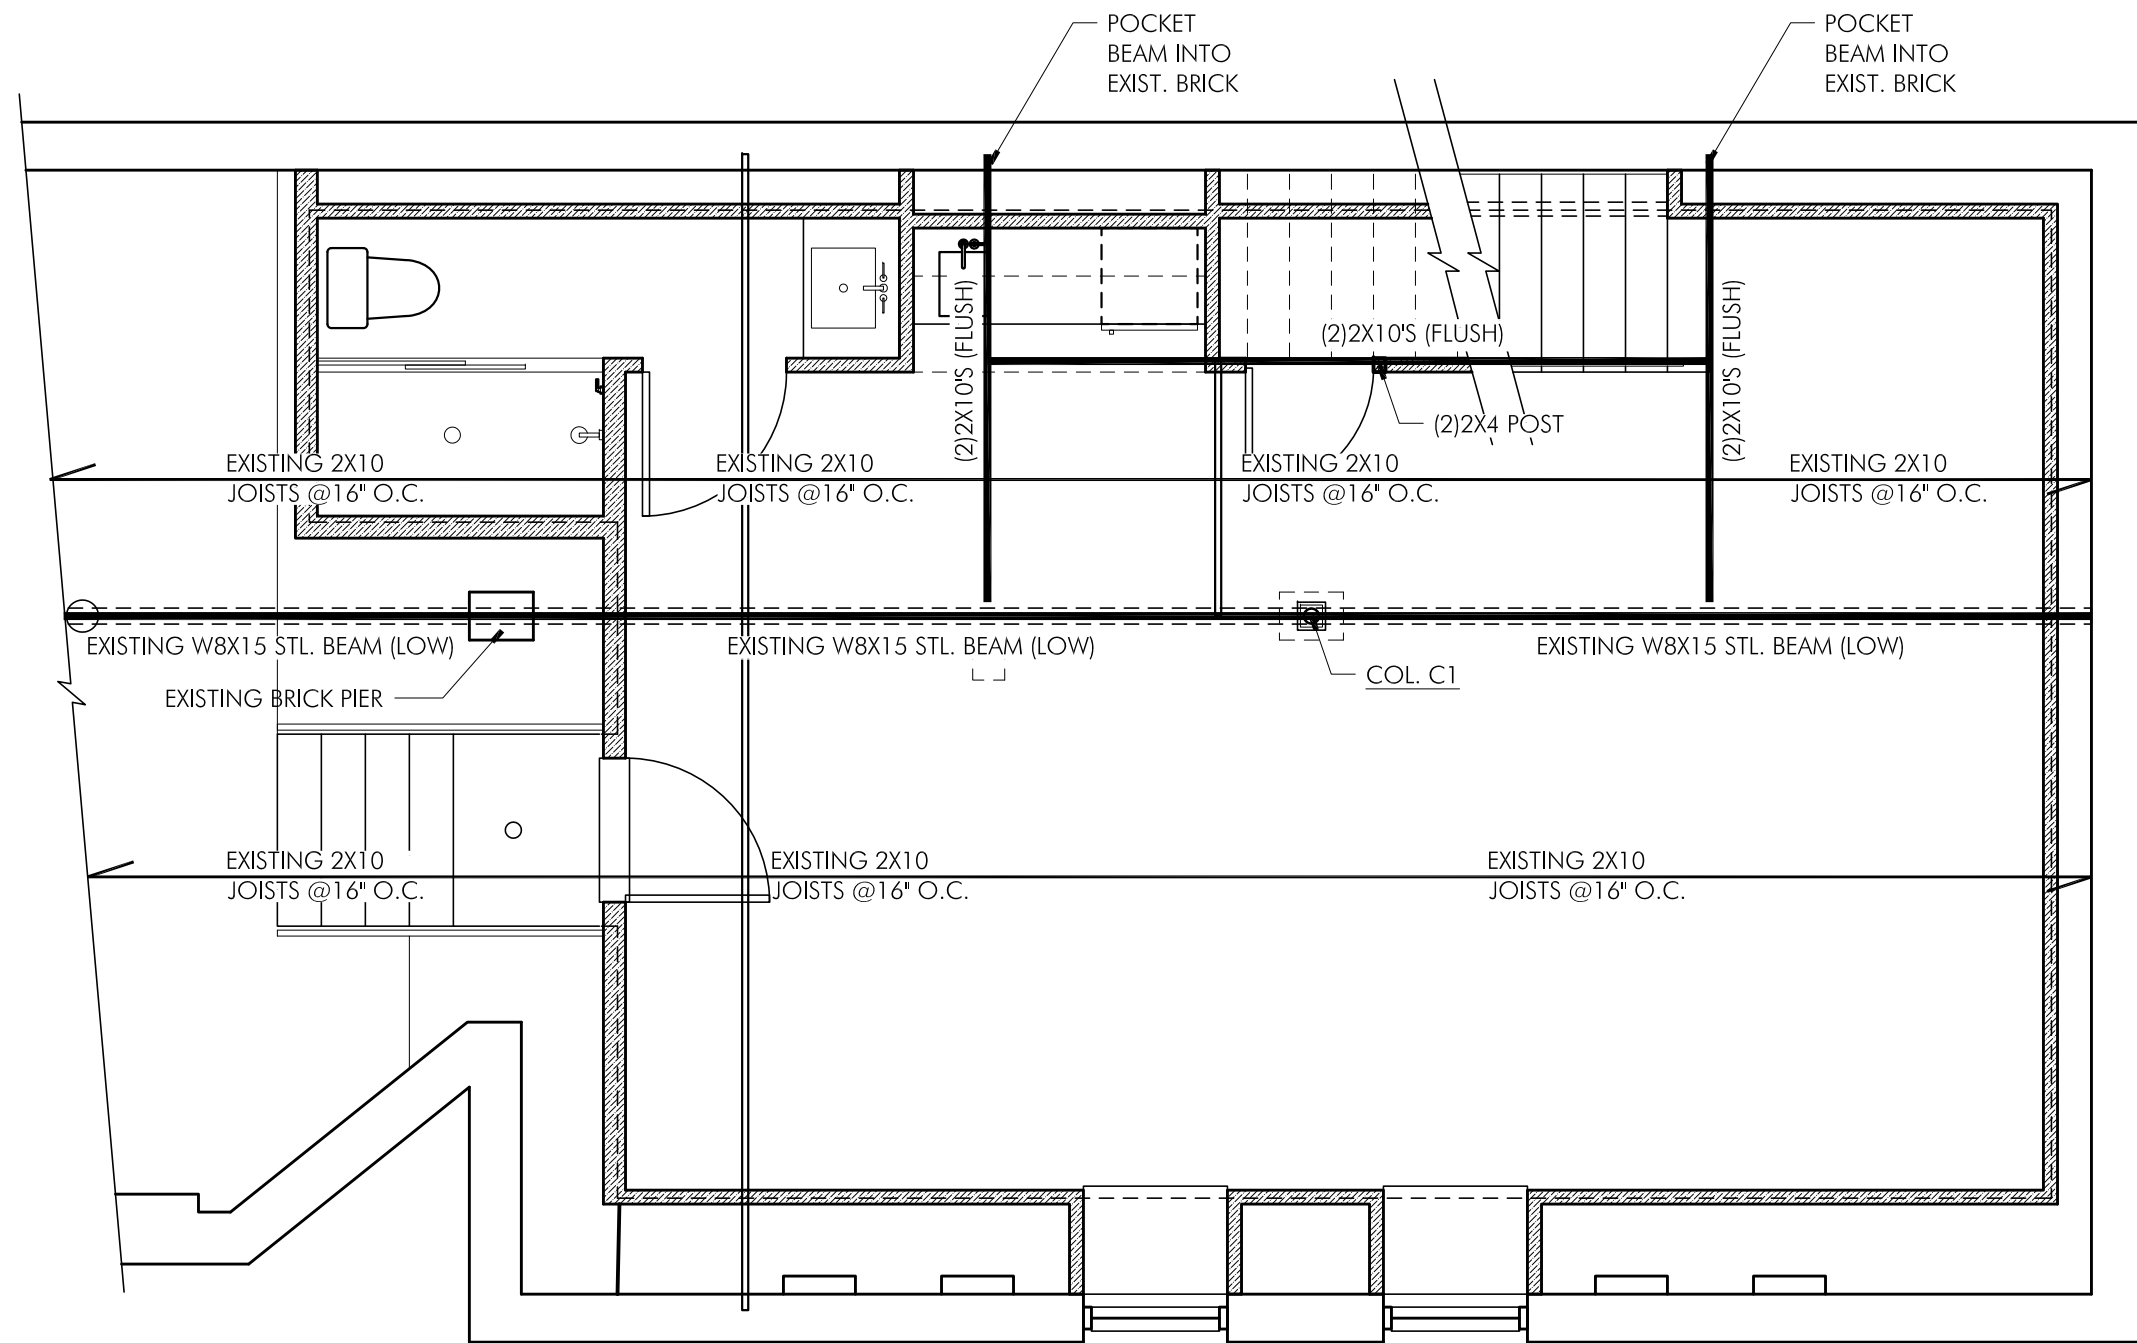 POCKET
BEAM INTO
EXIST. BRICK
POCKET
BEAM INTO
EXIST. BRICK
(2)2X10'S (FLUSH)
(2)2X10'S (FLUSH)
(2)2X10'S (FLUSH)
(2)2X4 POST
EXISTING 2X10
JOISTS @16" O.C.
EXISTING 2X10
JOISTS @16" O.C.
EXISTING 2X10
JOISTS @16" O.C.
EXISTING 2X10
JOISTS @16" O.C.
EXISTING W8X15 STL. BEAM (LOW)
EXISTING W8X15 STL. BEAM (LOW)
EXISTING W8X15 STL. BEAM (LOW)
COL. C1
EXISTING BRICK PIER
EXISTING 2X10
JOISTS @16" O.C.
EXISTING 2X10
JOISTS @16" O.C.
EXISTING 2X10
JOISTS @16" O.C.